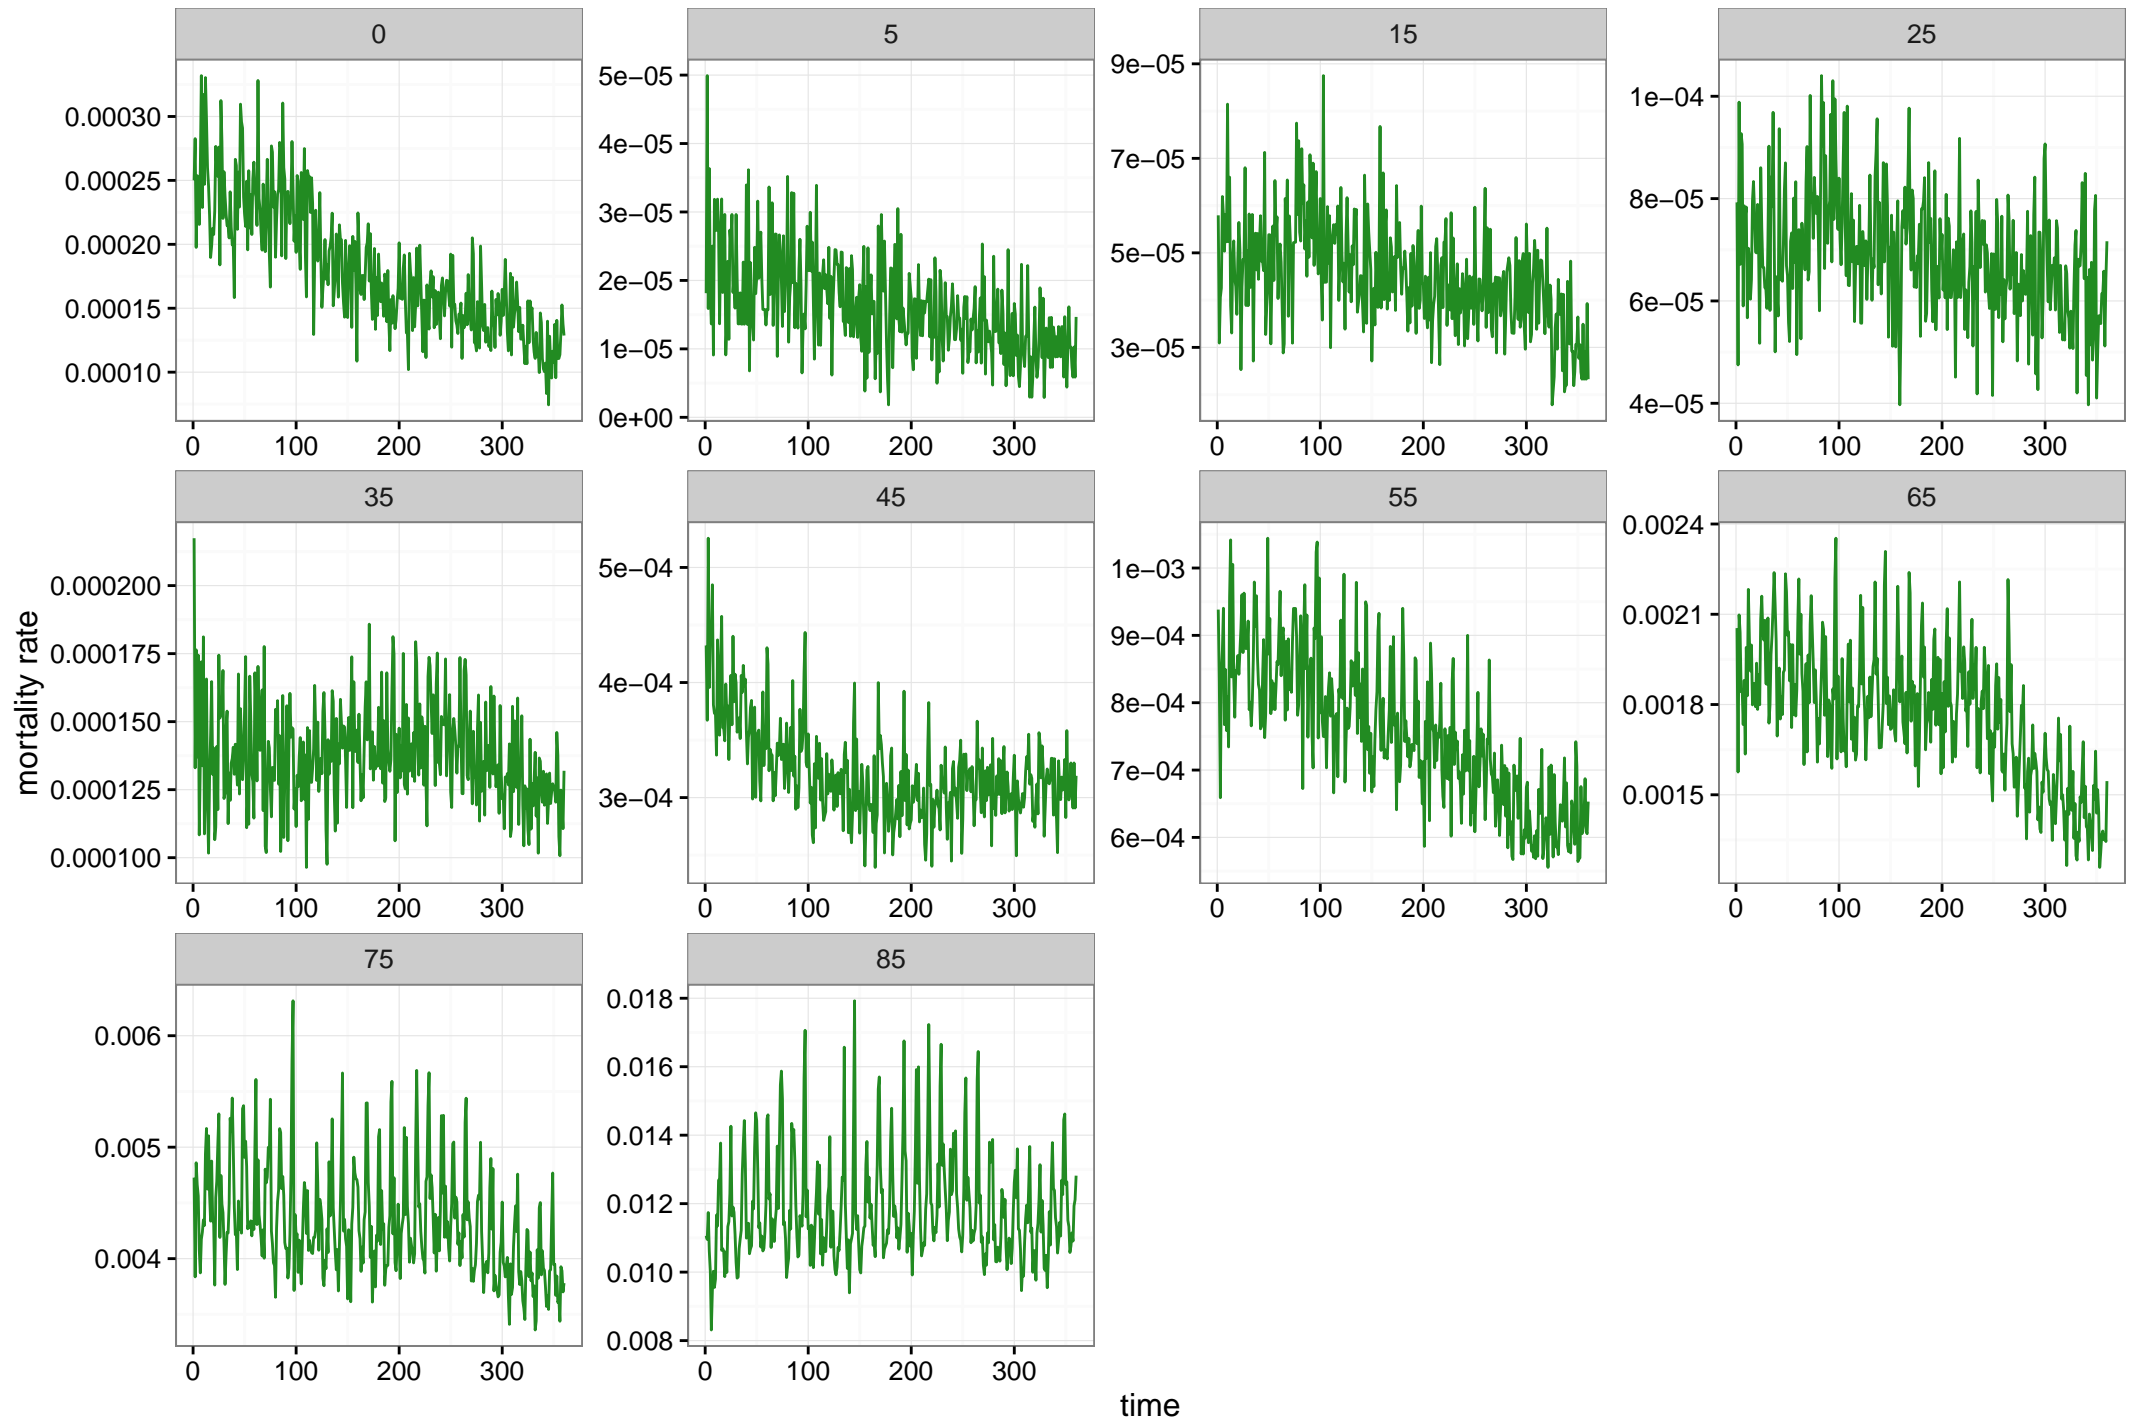 0
5
15
25
0.00030
0.00025
0.00020
0.00015
0.00010
5e−05
4e−05
3e−05
2e−05
1e−05
0e+00
9e−05
7e−05
5e−05
3e−05
1e−04
8e−05
6e−05
4e−05
0 100 200 300
0 100 200 300
0 100 200 300
0 100 200 300
35
45
55
65
mortality rate
0.000200
0.000175
0.000150
0.000125
0.000100
5e−04
4e−04
3e−04
1e−03
9e−04
8e−04
7e−04
6e−04
0.0024
0.0021
0.0018
0.0015
0 100 200 300
0 100 200 300
0 100 200 300
0 100 200 300
75
85
0.006
0.005
0.004
0.018
0.016
0.014
0.012
0.010
0.008
0 100 200 300
0 100 200 300
time